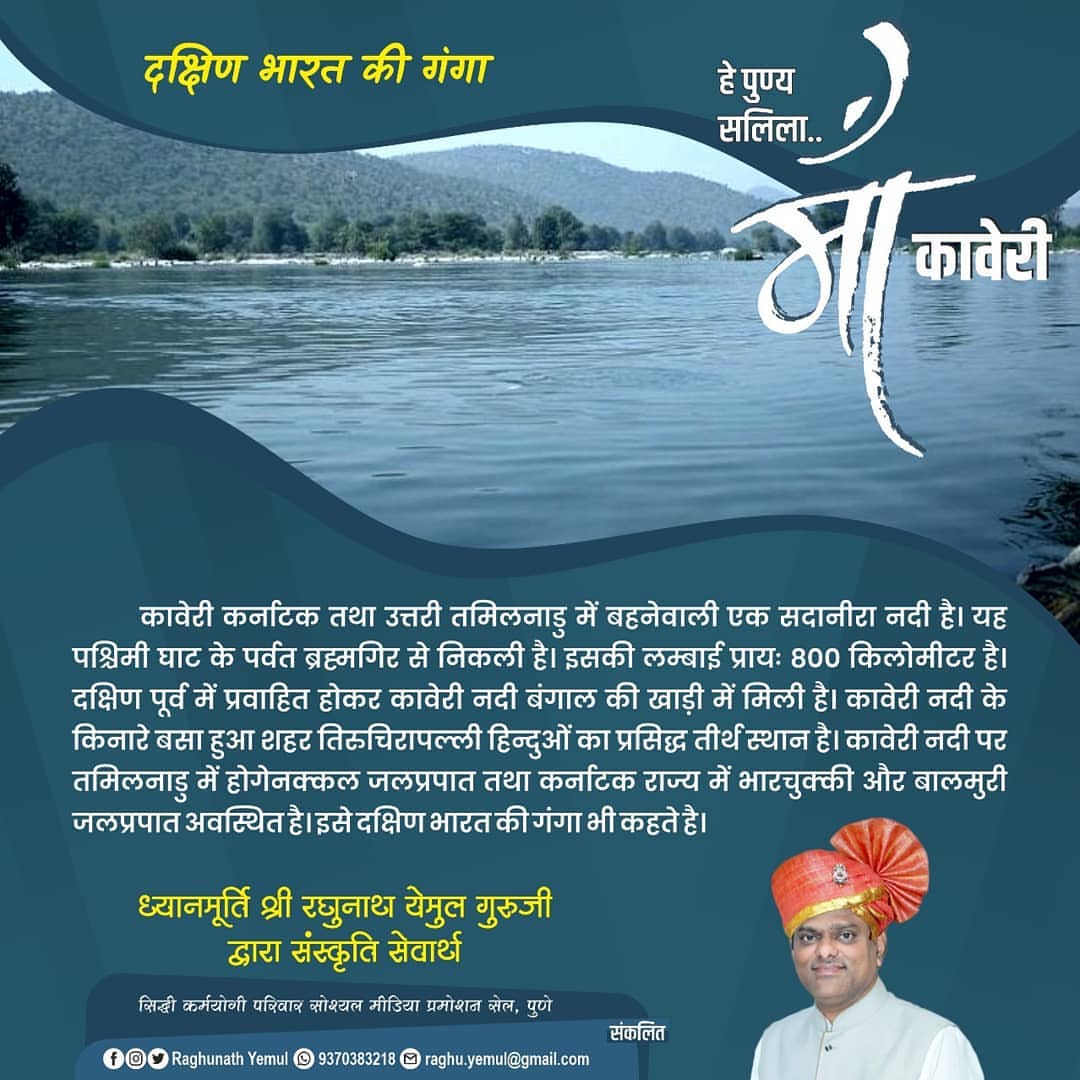 दक्षिण भारत की गंगा
हे पुण्य
सलिला..
माँ कावेरी
कावेरी कर्नाटक तथा उत्तरी तमिलनाडु में बहनेवाली एक सदानीरा नदी है। यह
पश्चिमी घाट के पर्वत ब्रह्मगिर से निकली है। इसकी लम्बाई प्रायः 800 किलोमीटर है।
दक्षिण पूर्व में प्रवाहित होकर कावेरी नदी बंगाल की खाड़ी में मिली है। कावेरी नदी के
किनारे बसा हुआ शहर तिरुचिरापल्ली हिन्दुओं का प्रसिद्ध तीर्थ स्थान है। कावेरी नदी पर
तमिलनाडु में होगेनक्कल जलप्रपात तथा कर्नाटक राज्य में भारचुक्की और बालमुरी
जलप्रपात अवस्थित है। इसे दक्षिण भारत की गंगा भी कहते है।
ध्यानमूर्ति श्री रघुनाथ येमुल गुरुजी
द्वारा संस्कृति सेवार्थ
सिद्धी कर्मयोगी परिवार सोश्यल मीडिया प्रमोशन सेल, पुणे
संकलित
Raghunath Yemul 9370383218 raghu.yemul@gmail.com